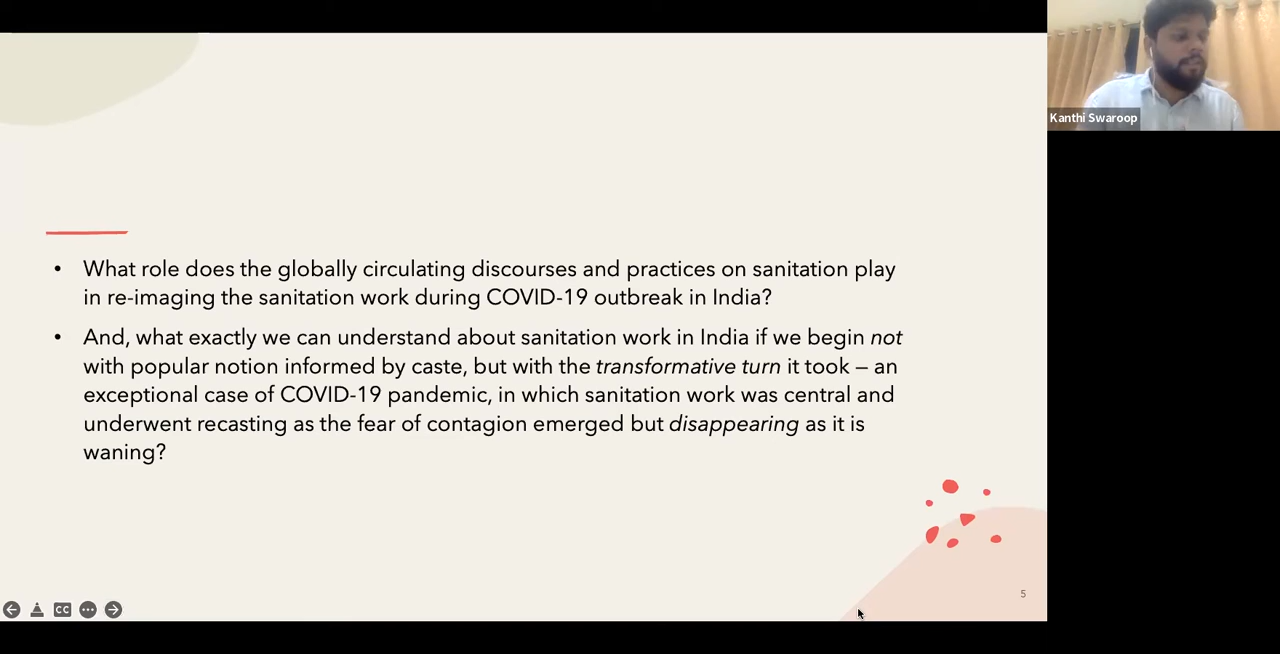 Kanthi Swaroop
• What role does the globally circulating discourses and practices on sanitation play
in re-imaging the sanitation work during COVID-19 outbreak in India?
• And, what exactly we can understand about sanitation work in India if we begin not
with popular notion informed by caste, but with the transformative turn it took – an
exceptional case of COVID-19 pandemic, in which sanitation work was central and
underwent recasting as the fear of contagion emerged but disappearing as it is
waning?
5
CC